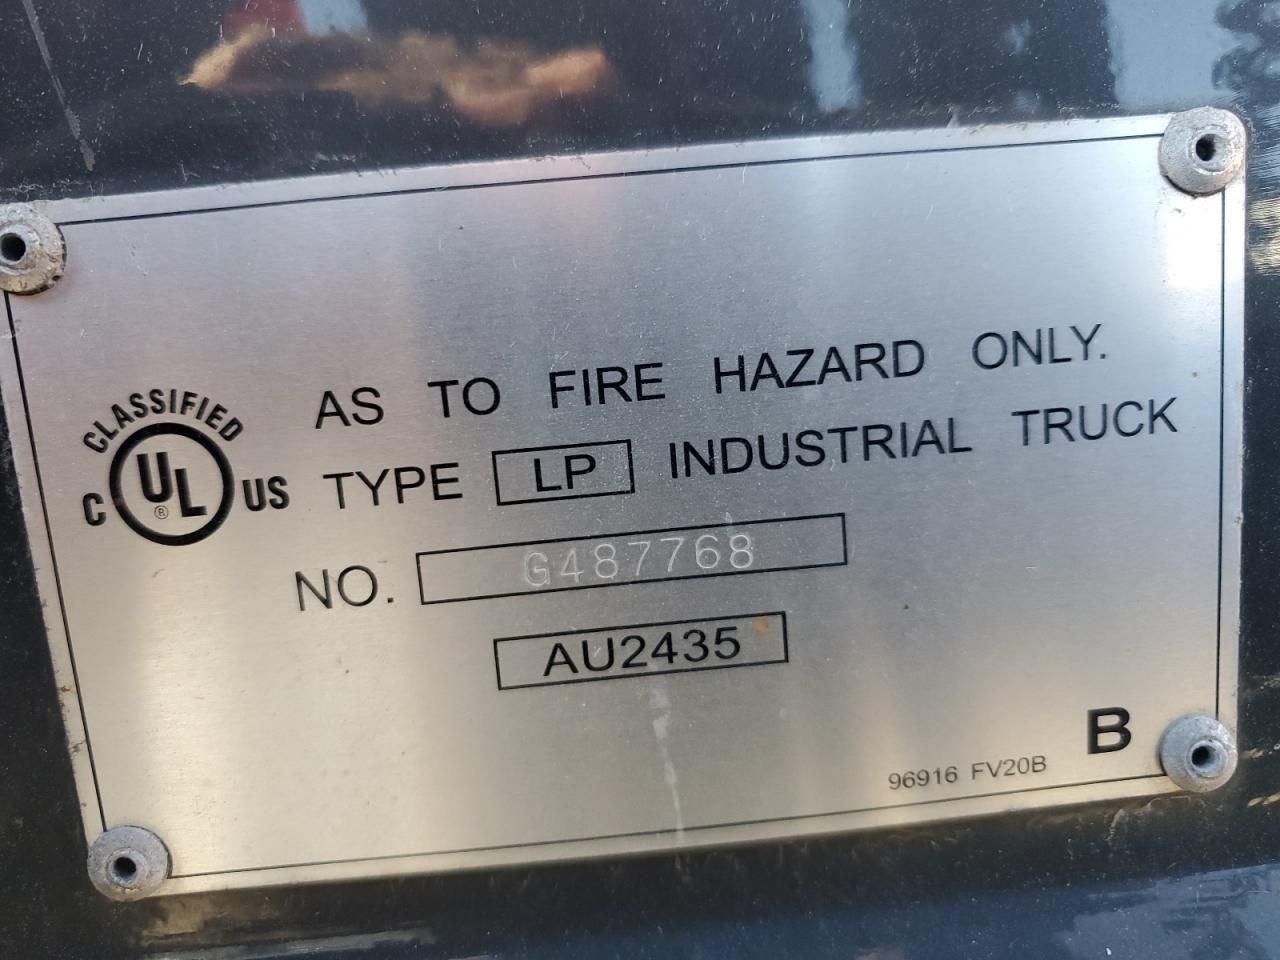 AS TO FIRE HAZARD ONLY.
CLASSIFIED
C UL ® US TYPE LP INDUSTRIAL TRUCK
NO. G487768
AU2435
B
96916 FV20B